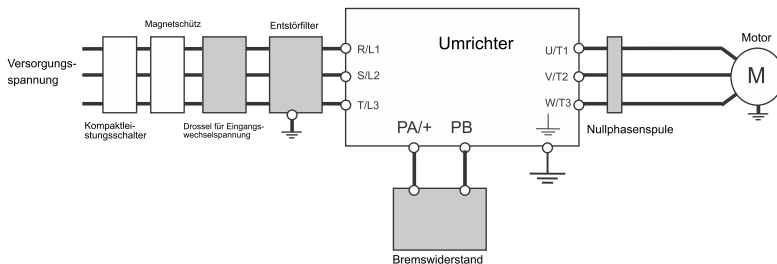 Magnetschütz
Entstörfilter
Umrichter
Motor
Versorgungs-
spannung
R/L1
S/L2
T/L3
U/T1
V/T2
W/T3
M
Kompaktlei-
stungsschalter
Drossel für Eingangs-
wechselspannung
PA/+ PB
Nullphasenspule
Bremswiderstand